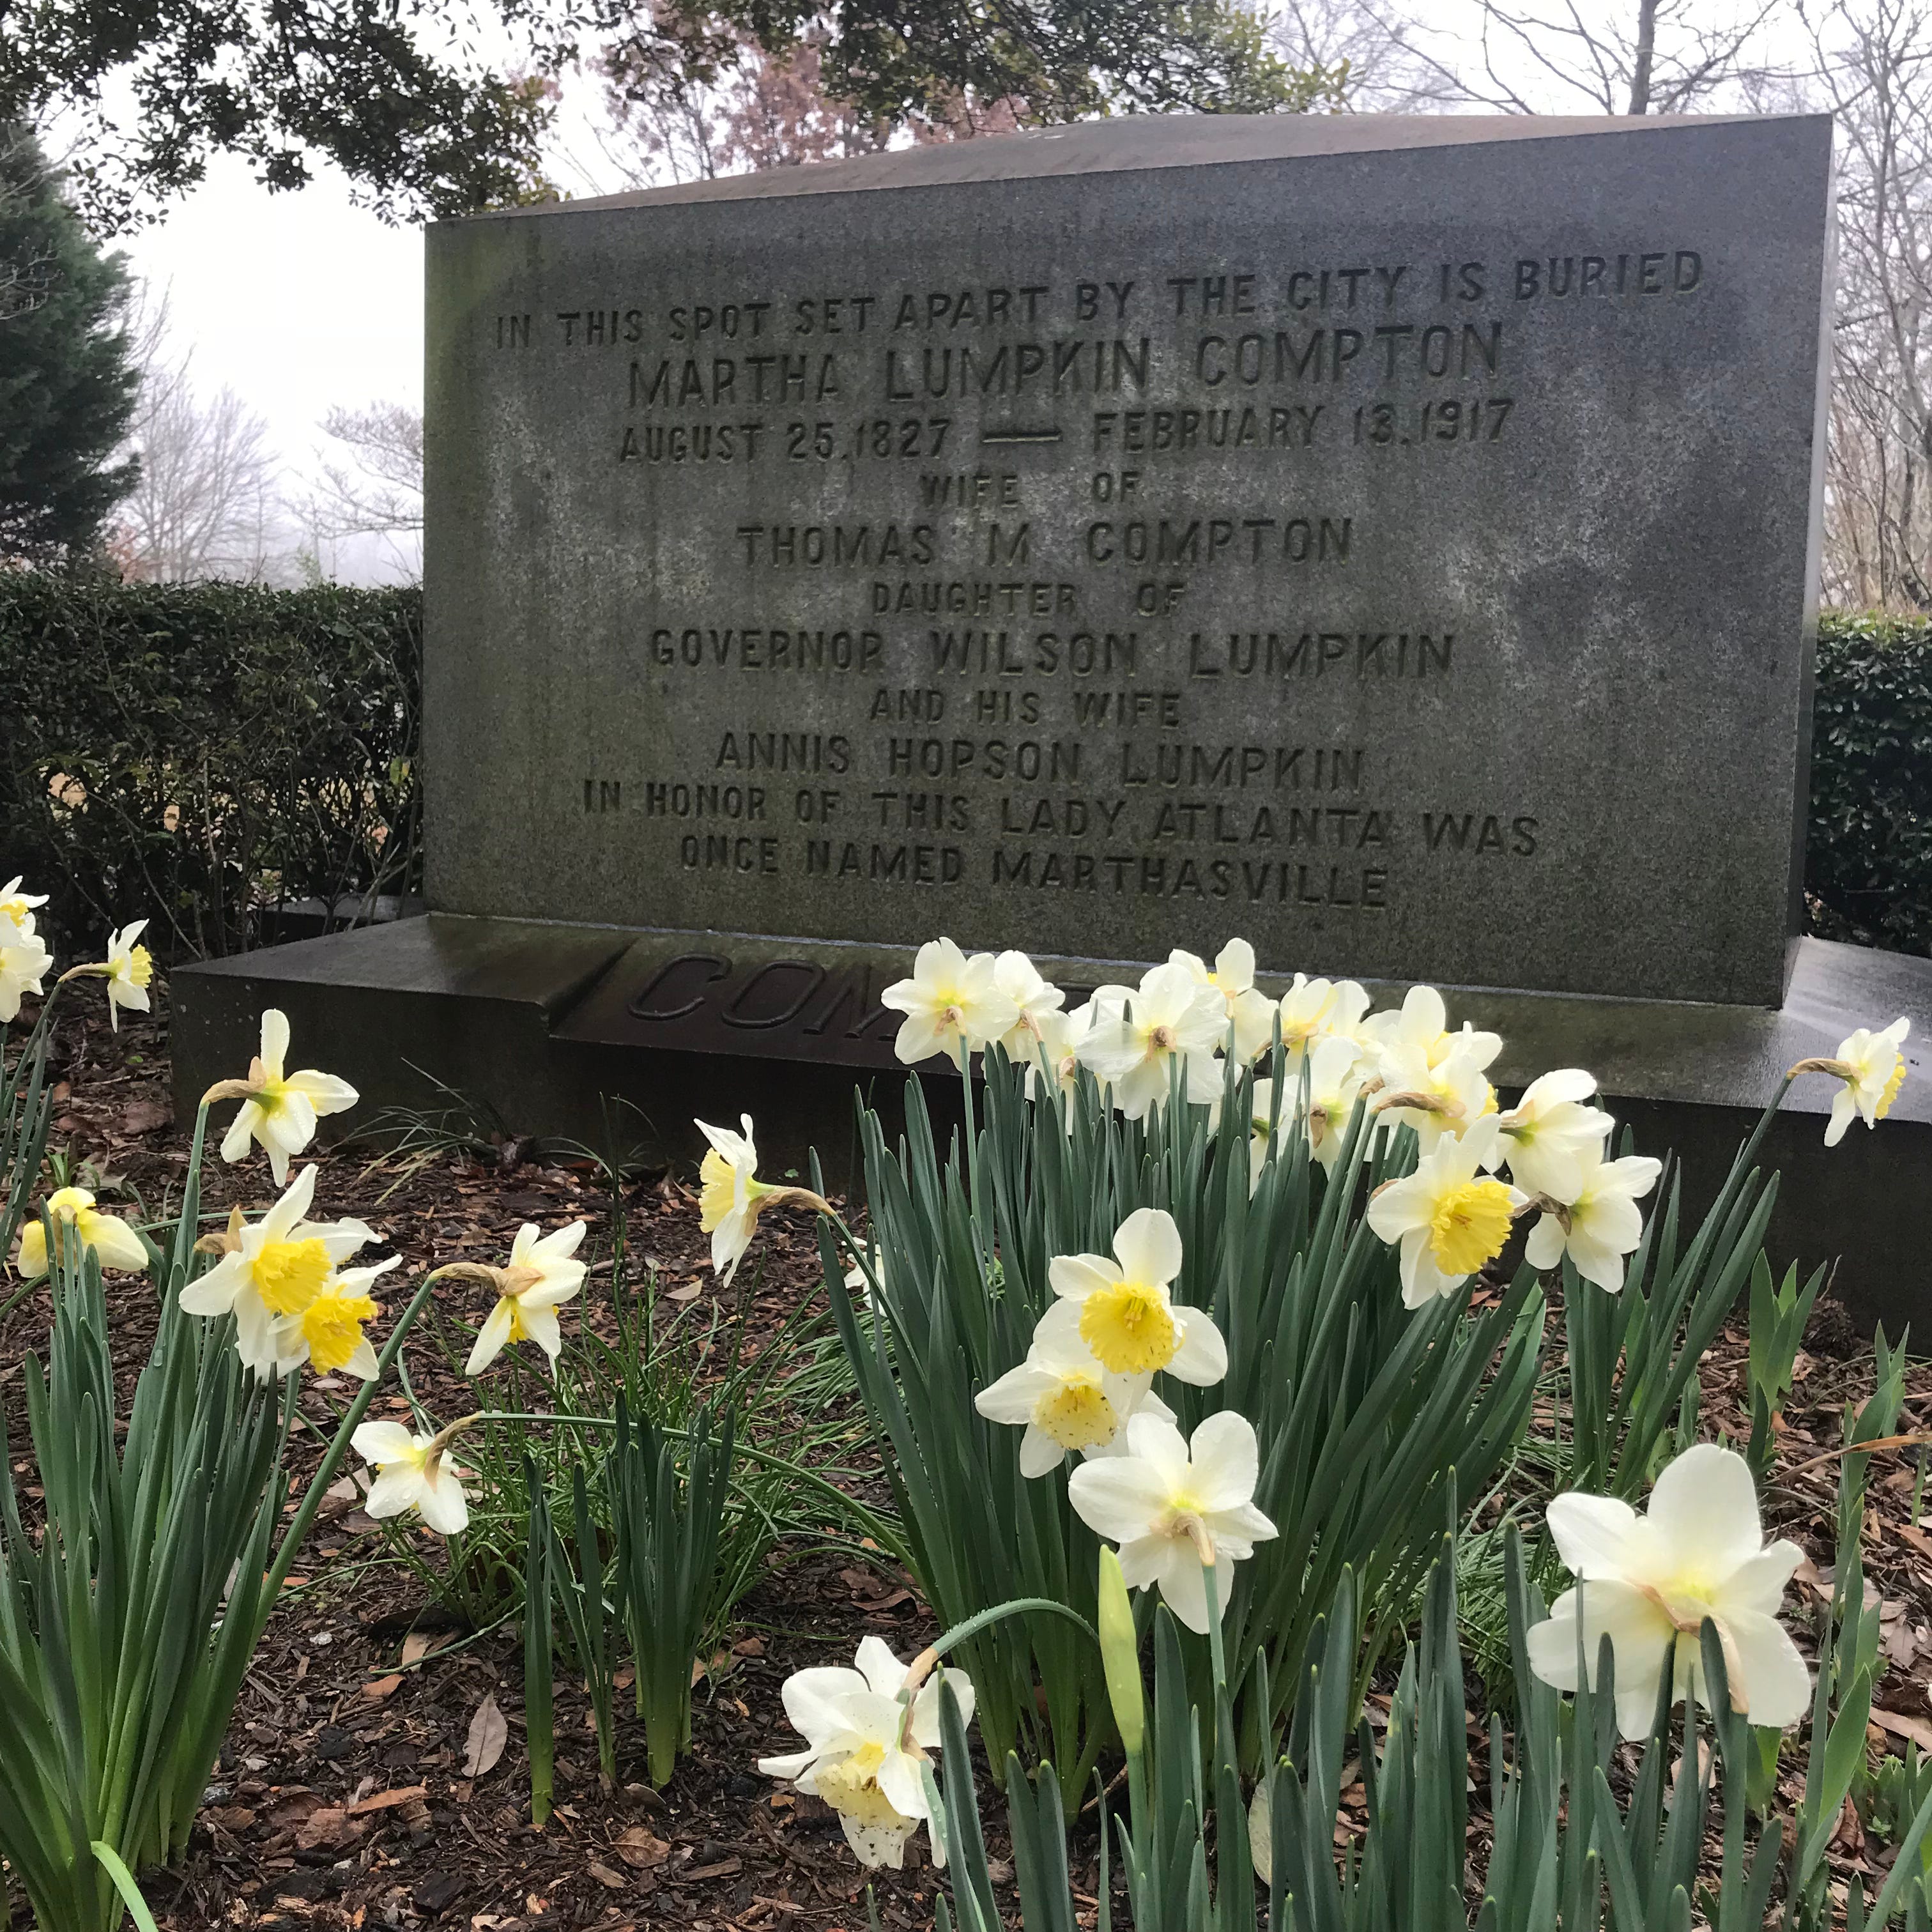 IN THIS SPOT SET APART BY THE CITY IS BURIED
MARTHA LUMPKIN COMPTON
AUGUST 25, 1827 — FEBRUARY 13, 1917
WIFE OF
THOMAS M COMPTON
DAUGHTER OF
GOVERNOR WILSON LUMPKIN
AND HIS WIFE
ANNIS HOPSON LUMPKIN
IN HONOR OF THIS LADY, ATLANTA WAS
ONCE NAMED MARTHASVILLE